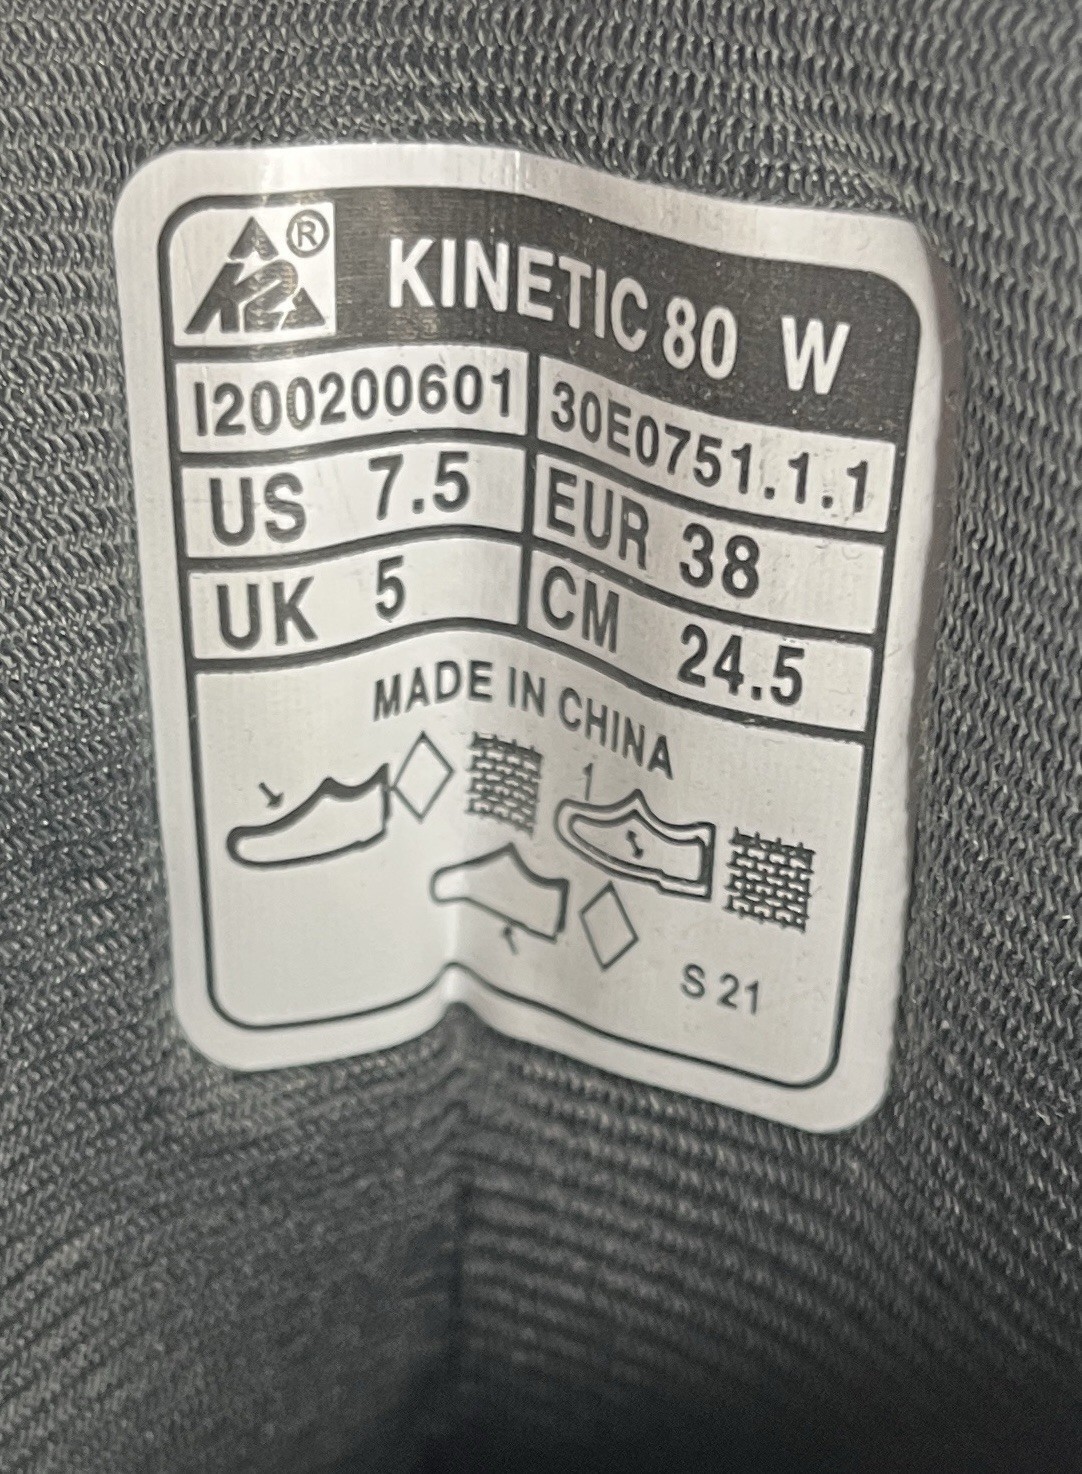 K2 ®
KINETIC 80 W
I200200601 30E0751.1.1
US 7.5 EUR 38
UK 5 CM 24.5
MADE IN CHINA
S 21